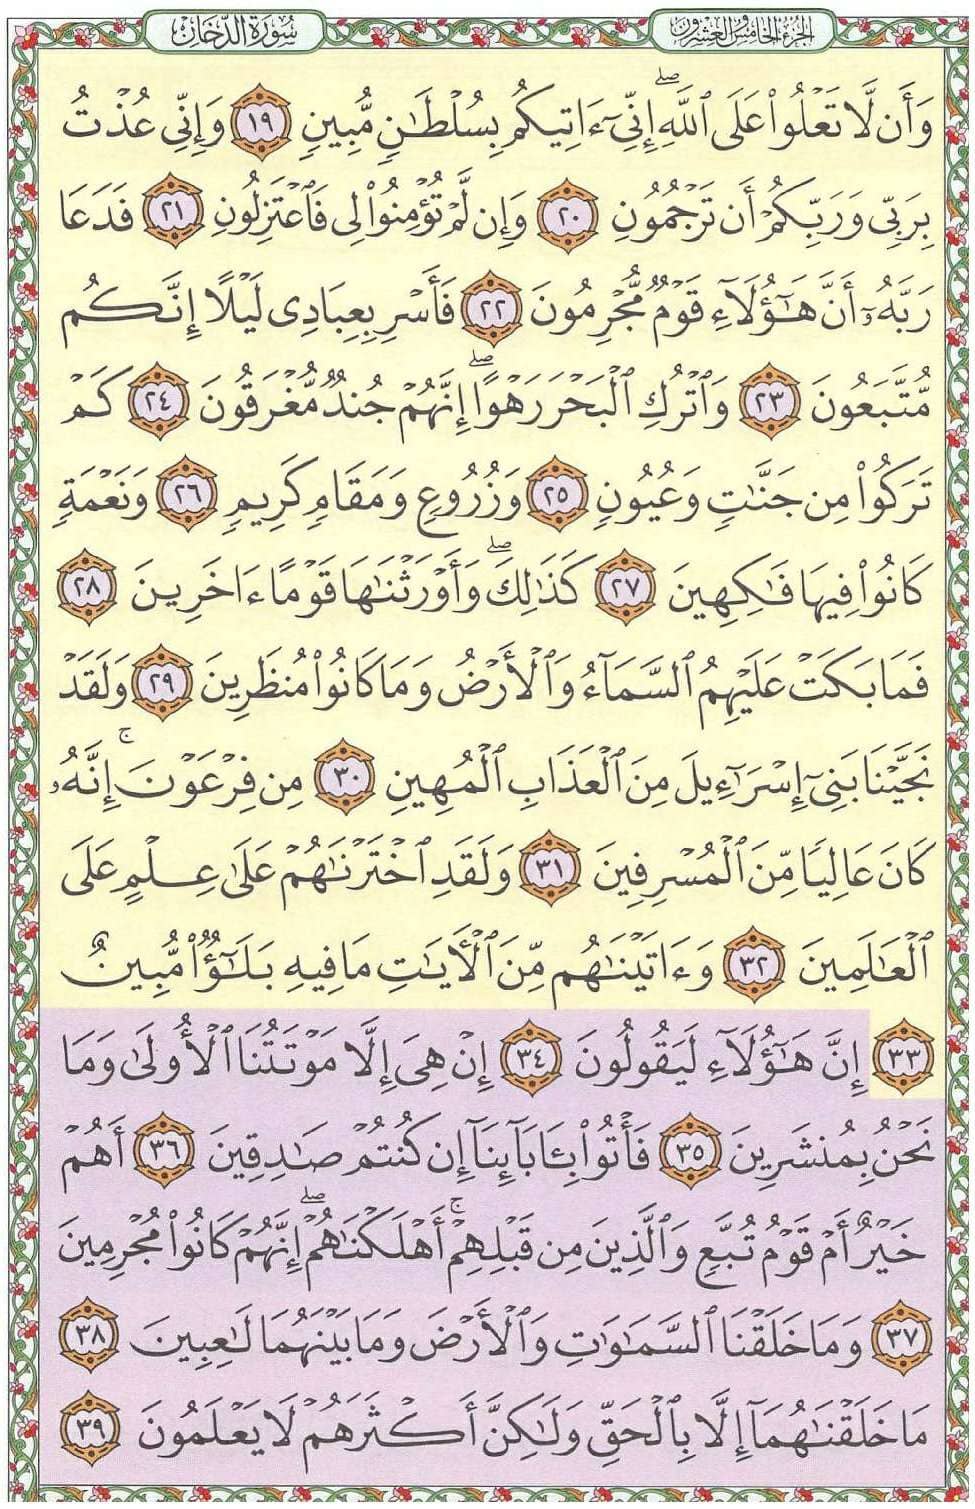 الجزء الخامس والعشرون
سورة الدخان
وَأَن لَّا تَعْلُوا۟ عَلَى ٱللَّهِ ۖ إِنِّىٓ ءَاتِيكُم بِسُلْطَـٰنٍ مُّبِينٍ ١٩ وَإِنِّى عُذْتُ
بِرَبِّى وَرَبِّكُمْ أَن تَرْجُمُونِ ٢٠ وَإِن لَّمْ تُؤْمِنُوا۟ لِى فَٱعْتَزِلُونِ ٢١ فَدَعَا
رَبَّهُۥٓ أَنَّ هَـٰٓؤُلَآءِ قَوْمٌ مُّجْرِمُونَ ٢٢ فَأَسْرِ بِعِبَادِى لَيْلًا إِنَّكُم
مُّتَّبَعُونَ ٢٣ وَٱتْرُكِ ٱلْبَحْرَ رَهْوًا ۖ إِنَّهُمْ جُندٌ مُّغْرَقُونَ ٢٤ كَمْ
تَرَكُوا۟ مِن جَنَّـٰتٍ وَعُيُونٍ ٢٥ وَزُرُوعٍ وَمَقَامٍ كَرِيمٍ ٢٦ وَنَعْمَةٍ
كَانُوا۟ فِيهَا فَـٰكِهِينَ ٢٧ كَذَٰلِكَ ۖ وَأَوْرَثْنَـٰهَا قَوْمًا ءَاخَرِينَ ٢٨
فَمَا بَكَتْ عَلَيْهِمُ ٱلسَّمَآءُ وَٱلْأَرْضُ وَمَا كَانُوا۟ مُنظَرِينَ ٢٩ وَلَقَدْ
نَجَّيْنَا بَنِىٓ إِسْرَٰٓءِيلَ مِنَ ٱلْعَذَابِ ٱلْمُهِينِ ٣٠ مِن فِرْعَوْنَ ۚ إِنَّهُۥ
كَانَ عَالِيًا مِّنَ ٱلْمُسْرِفِينَ ٣١ وَلَقَدِ ٱخْتَرْنَـٰهُمْ عَلَىٰ عِلْمٍ عَلَى
ٱلْعَـٰلَمِينَ ٣٢ وَءَاتَيْنَـٰهُم مِّنَ ٱلْـَٔايَـٰتِ مَا فِيهِ بَلَـٰٓؤٌا۟ مُّبِينٌ
٣٣ إِنَّ هَـٰٓؤُلَآءِ لَيَقُولُونَ ٣٤ إِنْ هِىَ إِلَّا مَوْتَتُنَا ٱلْأُولَىٰ وَمَا
نَحْنُ بِمُنشَرِينَ ٣٥ فَأْتُوا۟ بِـَٔابَآئِنَآ إِن كُنتُمْ صَـٰدِقِينَ ٣٦ أَهُمْ
خَيْرٌ أَمْ قَوْمُ تُبَّعٍ وَٱلَّذِينَ مِن قَبْلِهِمْ ۚ أَهْلَكْنَـٰهُمْ ۖ إِنَّهُمْ كَانُوا۟ مُجْرِمِينَ
٣٧ وَمَا خَلَقْنَا ٱلسَّمَـٰوَٰتِ وَٱلْأَرْضَ وَمَا بَيْنَهُمَا لَـٰعِبِينَ ٣٨
مَا خَلَقْنَـٰهُمَآ إِلَّا بِٱلْحَقِّ وَلَـٰكِنَّ أَكْثَرَهُمْ لَا يَعْلَمُونَ ٣٩